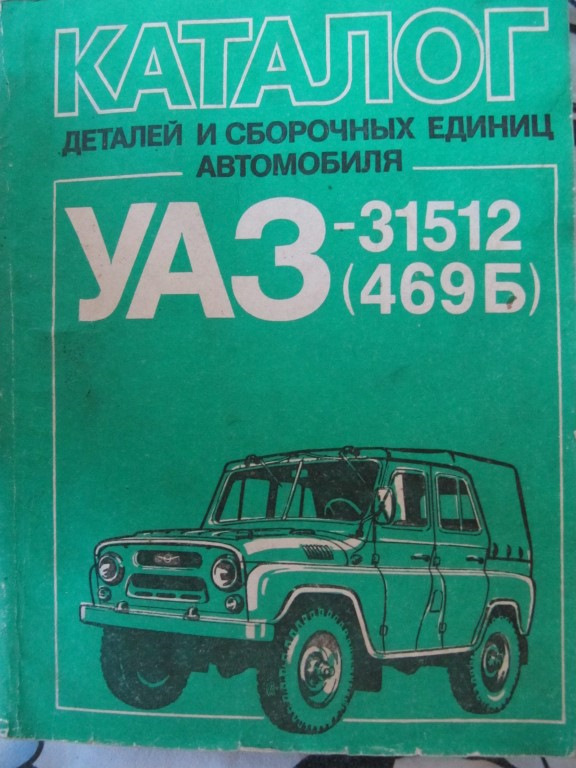 КАТАЛОГ
ДЕТАЛЕЙ И СБОРОЧНЫХ ЕДИНИЦ
АВТОМОБИЛЯ
УАЗ-31512
(469Б)